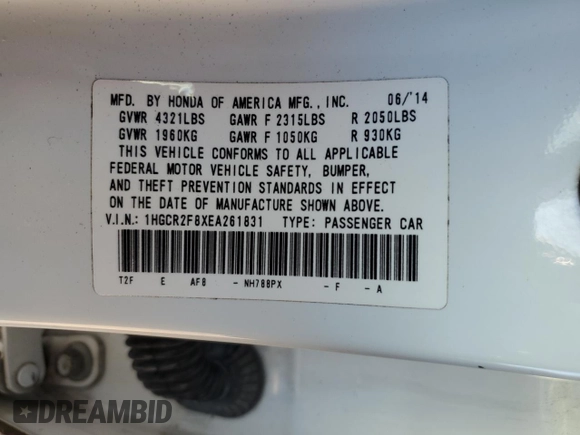 MFD. BY HONDA OF AMERICA MFG., INC. 06/'14
GVWR 4321LBS GAWR F 2315LBS R 2050LBS
GVWR 1960KG GAWR F 1050KG R 930KG
THIS VEHICLE CONFORMS TO ALL APPLICABLE
FEDERAL MOTOR VEHICLE SAFETY, BUMPER,
AND THEFT PREVENTION STANDARDS IN EFFECT
ON THE DATE OF MANUFACTURE SHOWN ABOVE.
V.I.N.: 1HGCR2F8XEA261831 TYPE: PASSENGER CAR
T2F E AF8 - NH788PX - F - A
DREAMBID